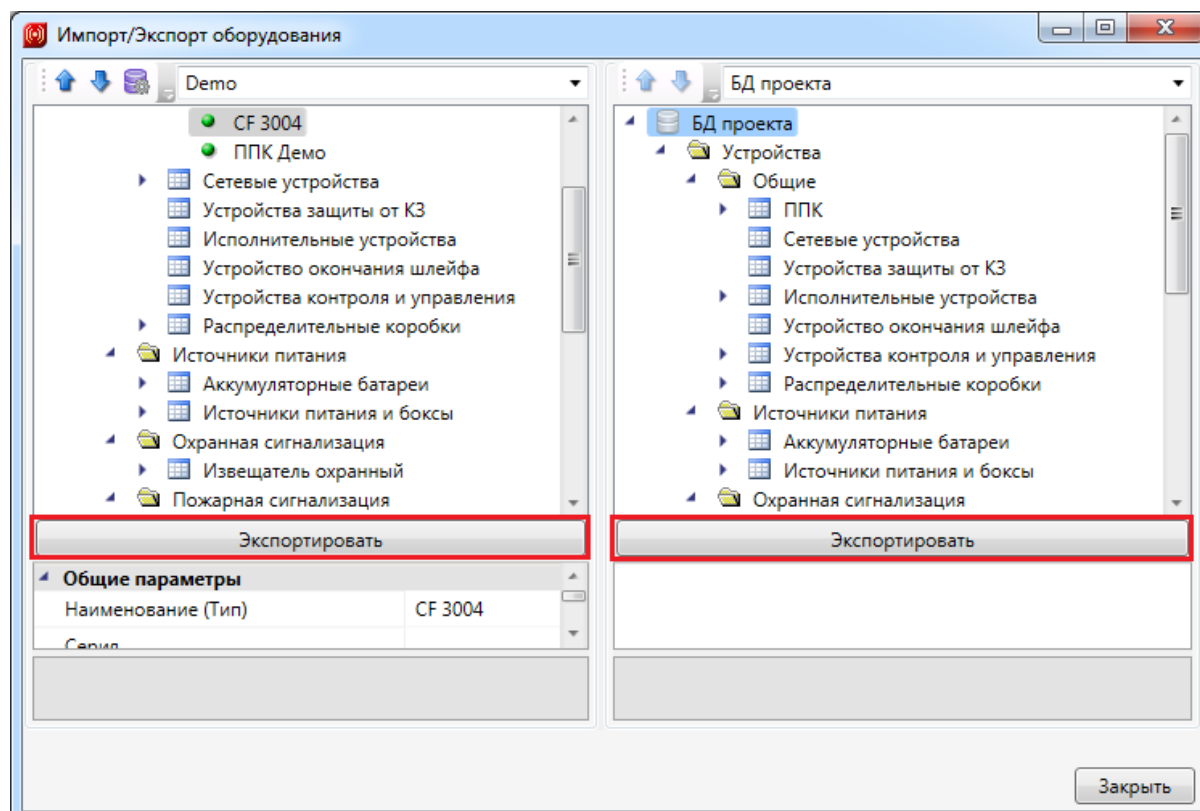 Импорт/Экспорт оборудования
Demo
CF 3004
ППК Демо
Сетевые устройства
Устройства защиты от КЗ
Исполнительные устройства
Устройство окончания шлейфа
Устройства контроля и управления
Распределительные коробки
Источники питания
Аккумуляторные батареи
Источники питания и боксы
Охранная сигнализация
Извещатель охранный
Пожарная сигнализация
Экспортировать
Общие параметры
Наименование (Тип) CF 3004
Серия
БД проекта
БД проекта
Устройства
Общие
ППК
Сетевые устройства
Устройства защиты от КЗ
Исполнительные устройства
Устройство окончания шлейфа
Устройства контроля и управления
Распределительные коробки
Источники питания
Аккумуляторные батареи
Источники питания и боксы
Охранная сигнализация
Экспортировать
Закрыть